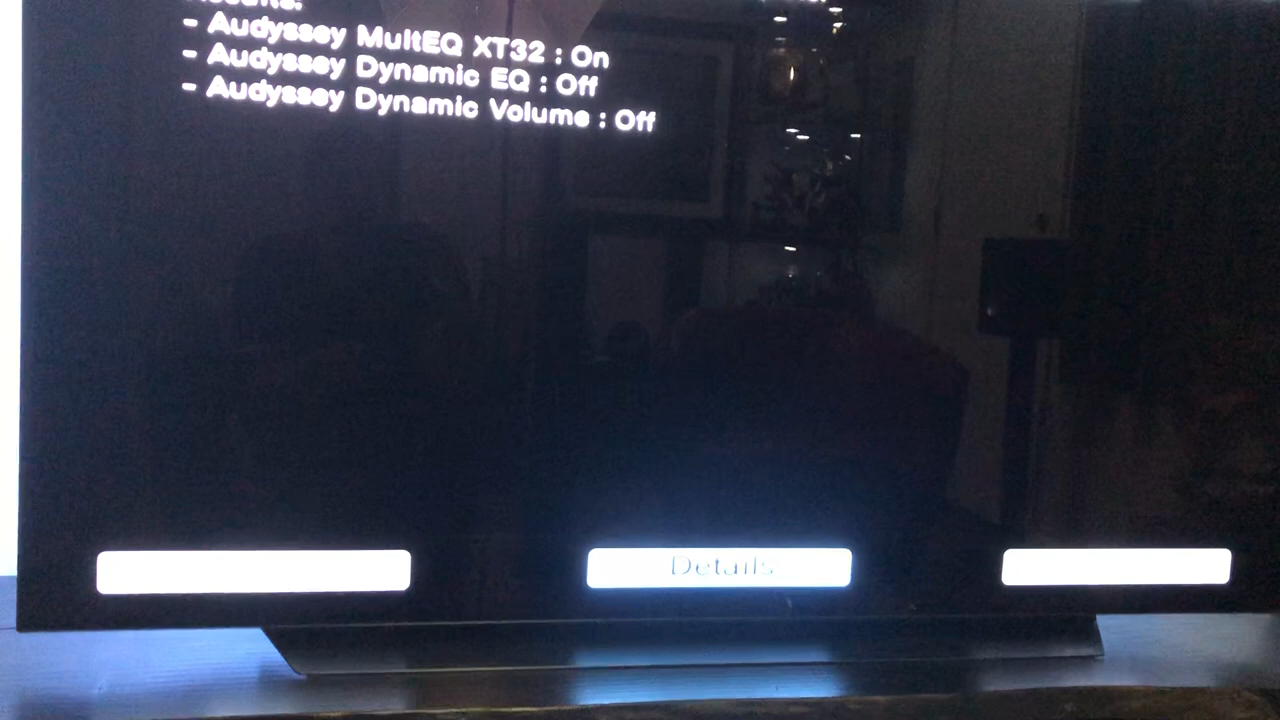 - Audyssey MultEQ XT32 : On
- Audyssey Dynamic EQ : Off
- Audyssey Dynamic Volume : Off
Details